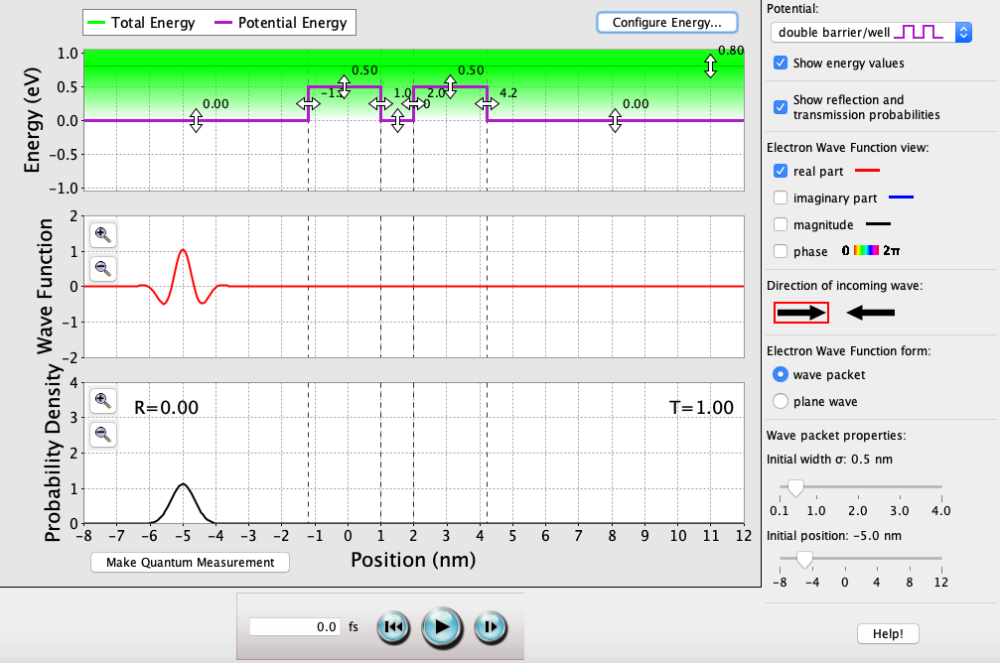 Total Energy
Potential Energy
Configure Energy...
Energy (eV)
1.0
0.5
0.0
−0.5
−1.0
0.80
0.50
0.50
0.00
1.0
2.0
4.2
0.00
Wave Function
2
1
0
−1
−2
Probability Density
4
3
2
1
0
R=0.00
T=1.00
−8 −7 −6 −5 −4 −3 −2 −1 0 1 2 3 4 5 6 7 8 9 10 11 12
Position (nm)
Make Quantum Measurement
0.0 fs
Potential:
double barrier/well
Show energy values
Show reflection and
transmission probabilities
Electron Wave Function view:
real part
imaginary part
magnitude
phase 0 2π
Direction of incoming wave:
Electron Wave Function form:
wave packet
plane wave
Wave packet properties:
Initial width σ: 0.5 nm
0.1 1.0 2.0 3.0 4.0
Initial position: −5.0 nm
−8 −4 0 4 8 12
Help!